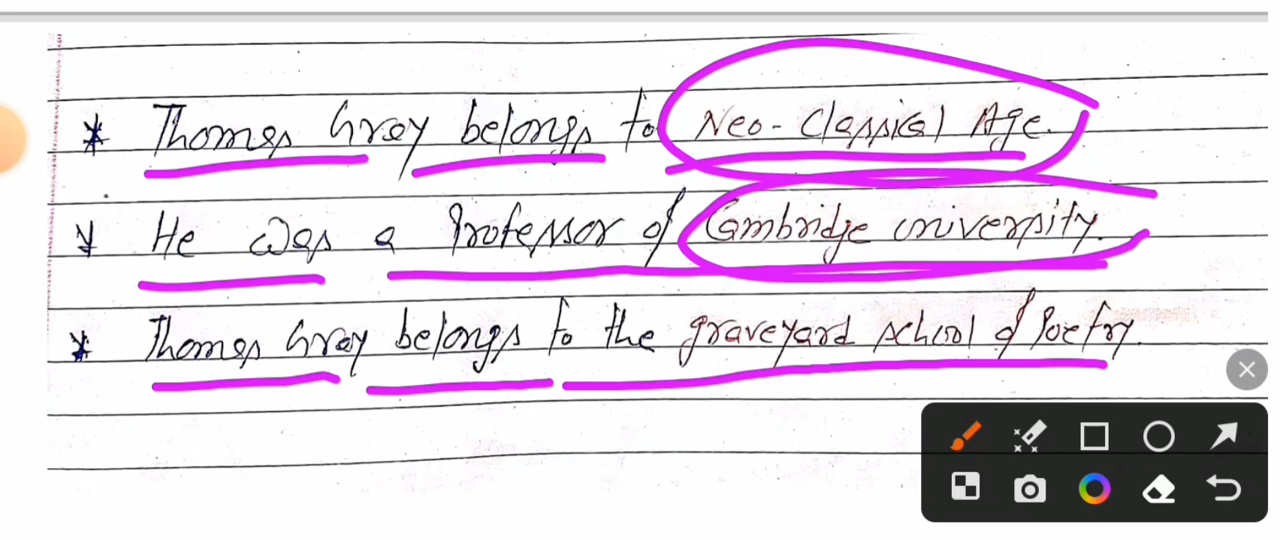 * Thomas Gray belongs to Neo-Classical Age.
* He was a Professor of Cambridge university.
* Thomas Gray belongs to the graveyard school of Poetry.